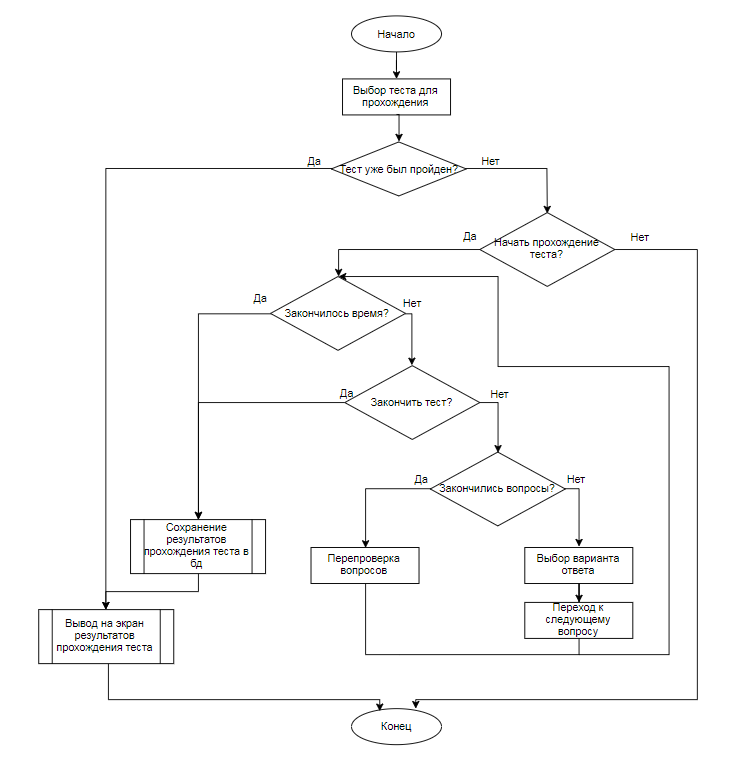 Начало
Выбор теста для
прохождения
Да
Тест уже был пройден?
Нет
Да
Начать прохождение
теста?
Нет
Да
Закончилось время?
Нет
Да
Закончить тест?
Нет
Да
Закончились вопросы?
Нет
Сохранение
результатов
прохождения теста в
бд
Перепроверка
вопросов
Выбор варианта
ответа
Переход к
следующему
вопросу
Вывод на экран
результатов
прохождения теста
Конец